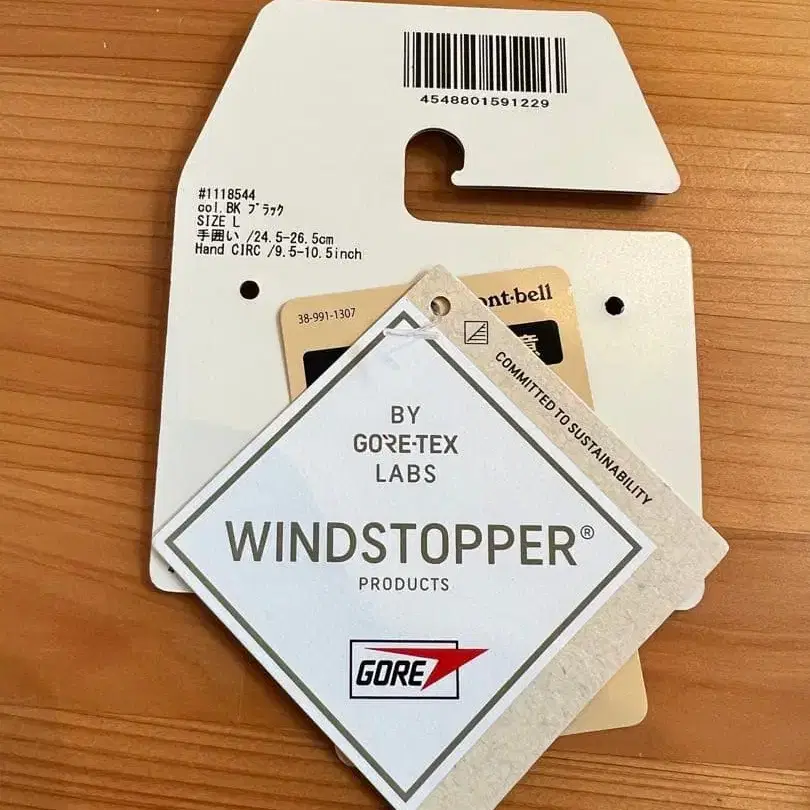 4548801591229
#1118544
col.BK ブラック
SIZE L
手囲い /24.5-26.5cm
Hand CIRC /9.5-10.5inch
38-991-1307
ont·bell
COMMITTED TO SUSTAINABILITY
BY
GORE-TEX
LABS
WINDSTOPPER®
PRODUCTS
GORE